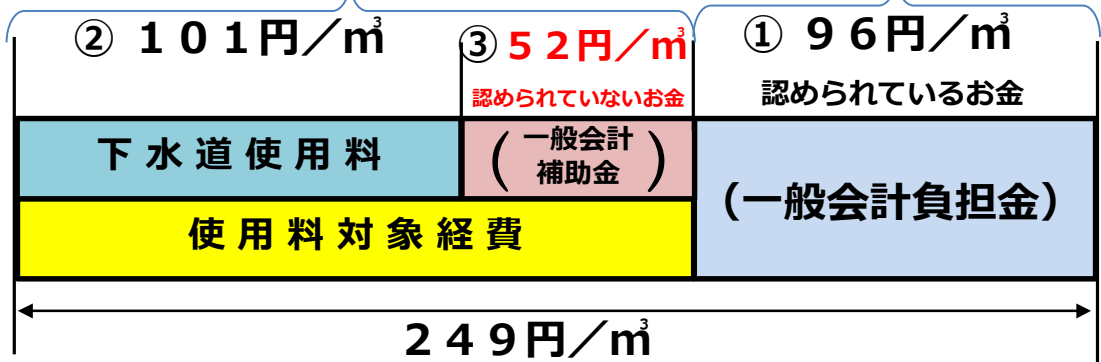 ② １０１円／㎥
③５２円／㎥
認められていないお金
① ９６円／㎥
認められているお金
下水道使用料
（一般会計
補助金）
（一般会計負担金）
使用料対象経費
２４９円／㎥